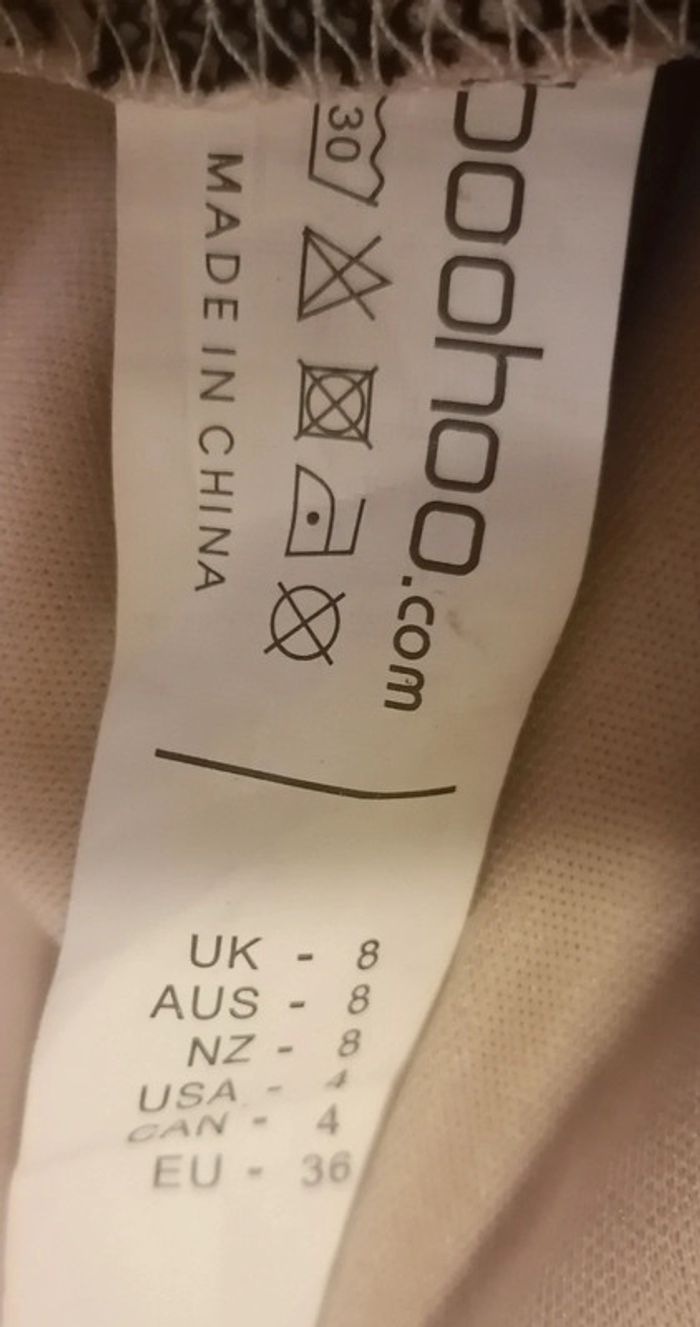 boohoo.com
30
MADE IN CHINA
UK - 8
AUS - 8
NZ - 8
USA - 4
CAN - 4
EU - 36